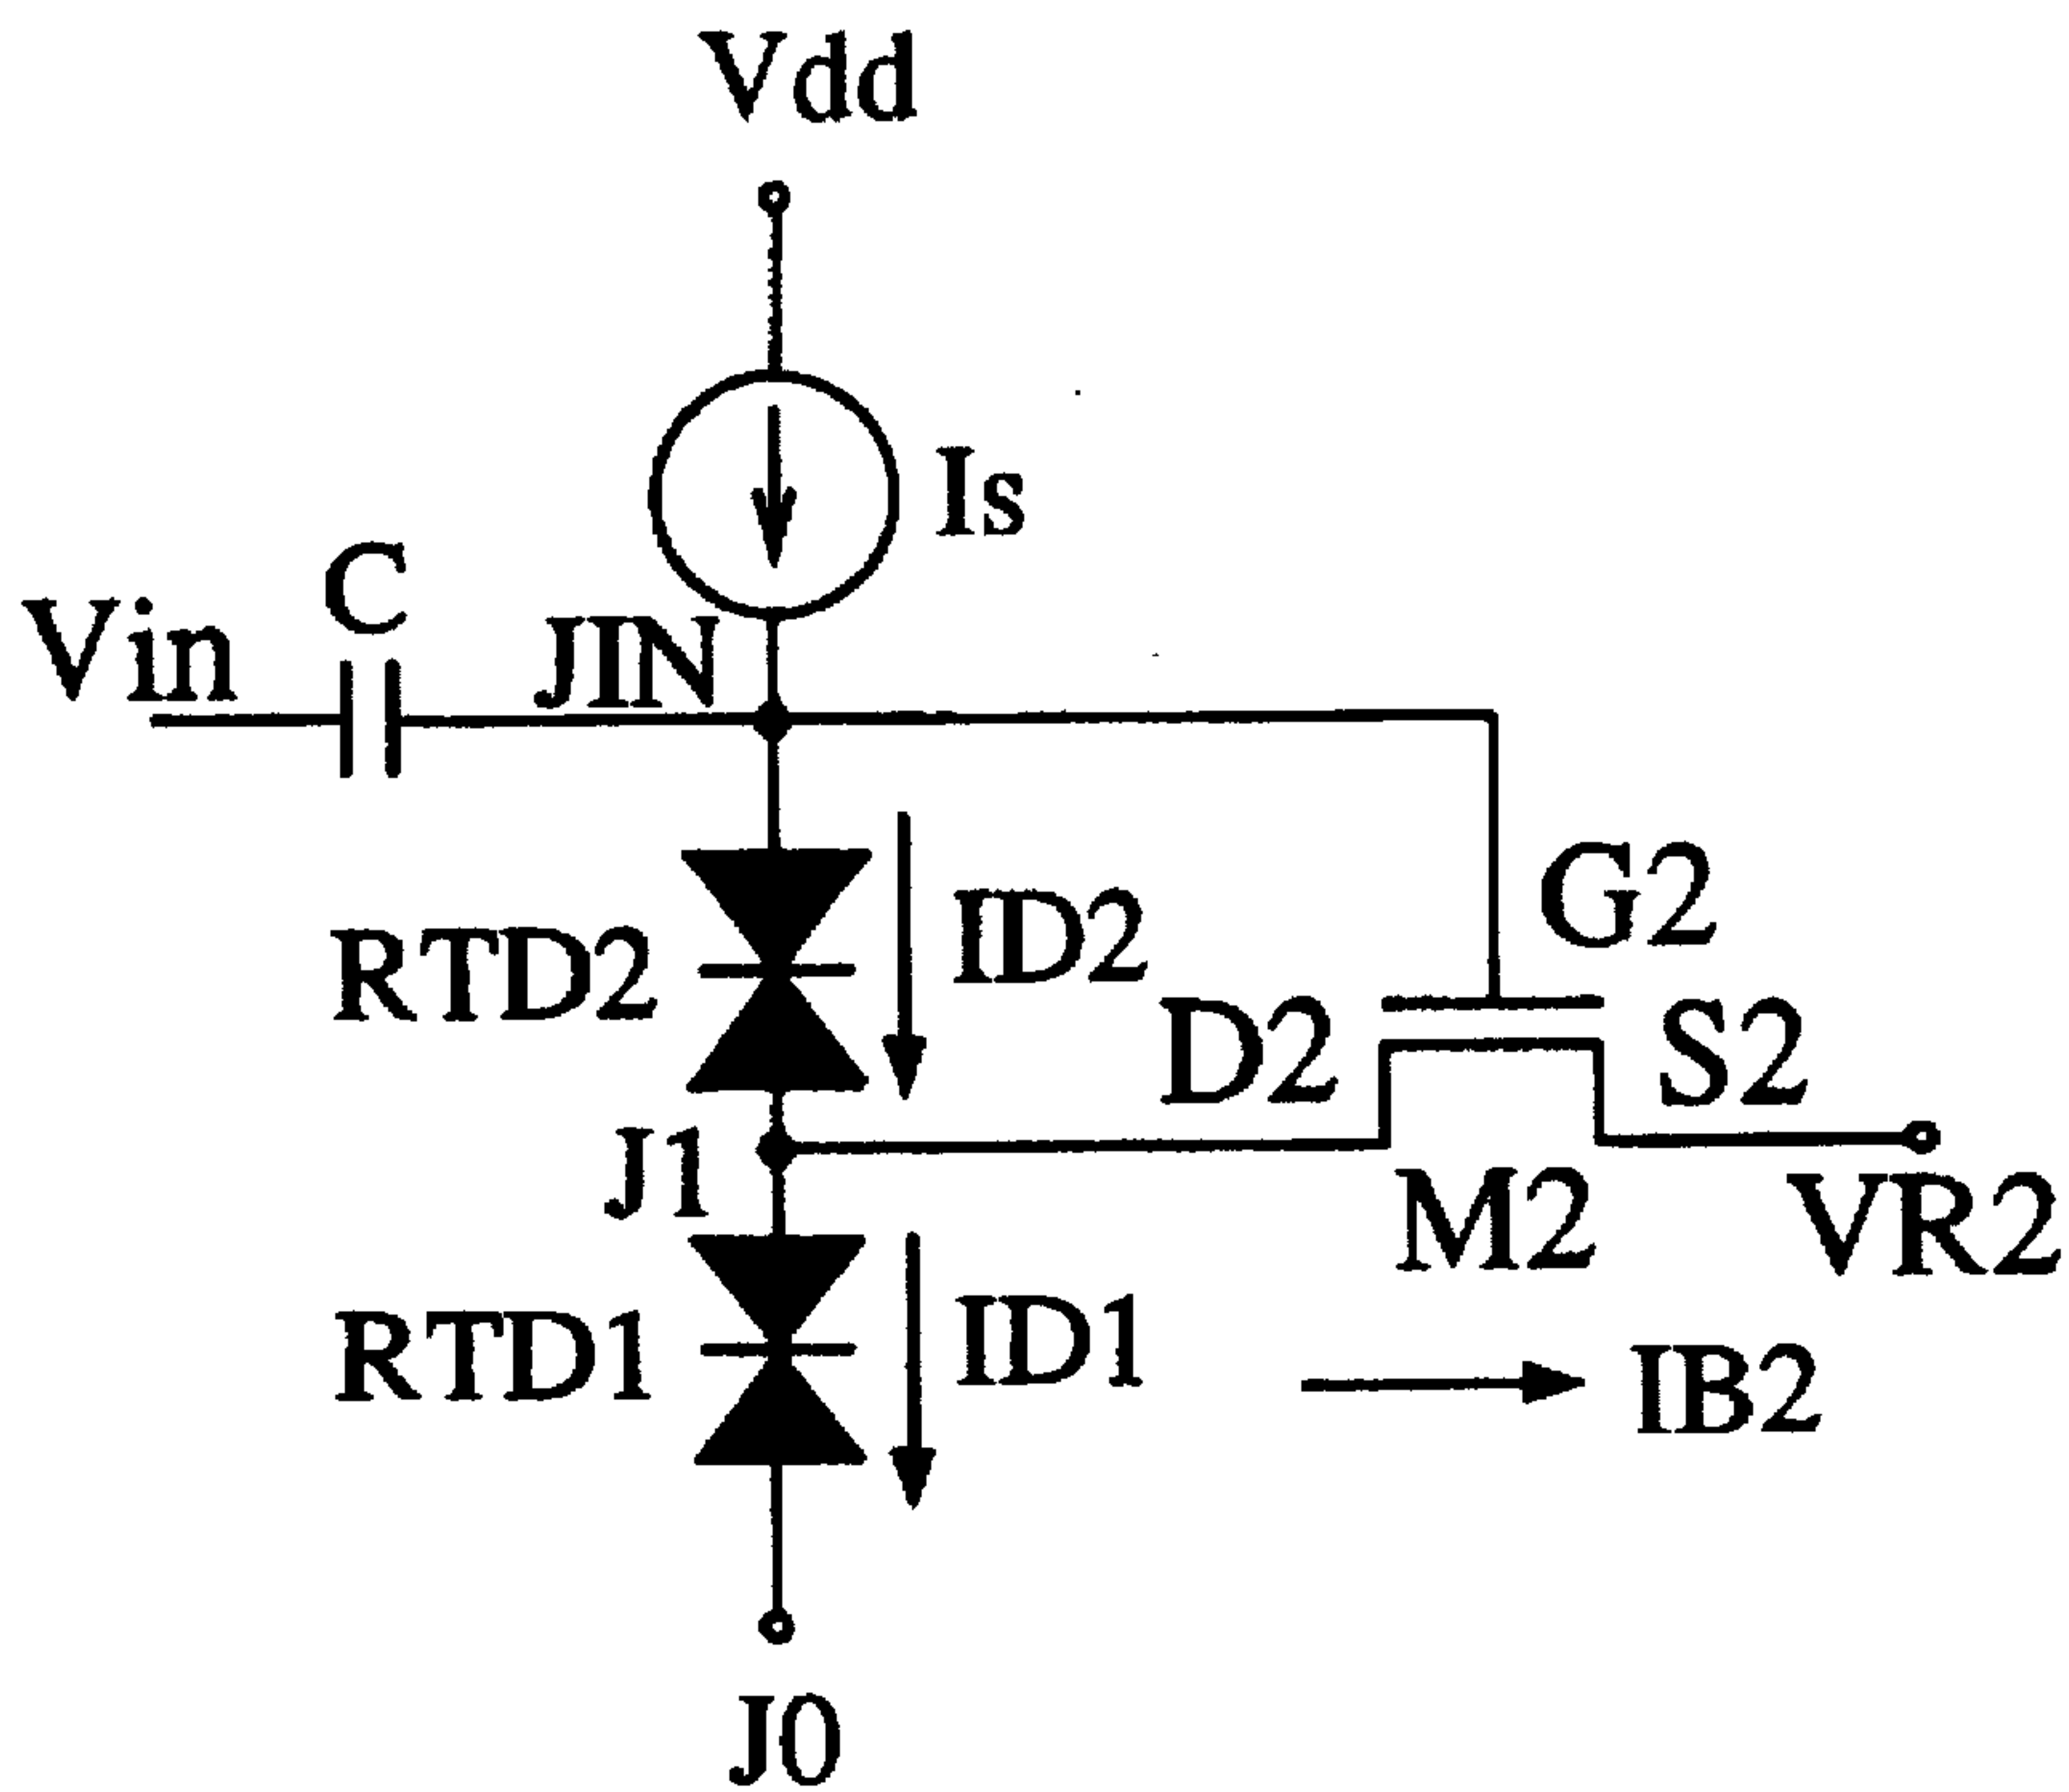 Vdd
Is
C
Vin
JIN
G2
RTD2
ID2
D2
S2
J1
M2
VR2
RTD1
ID1
IB2
J0